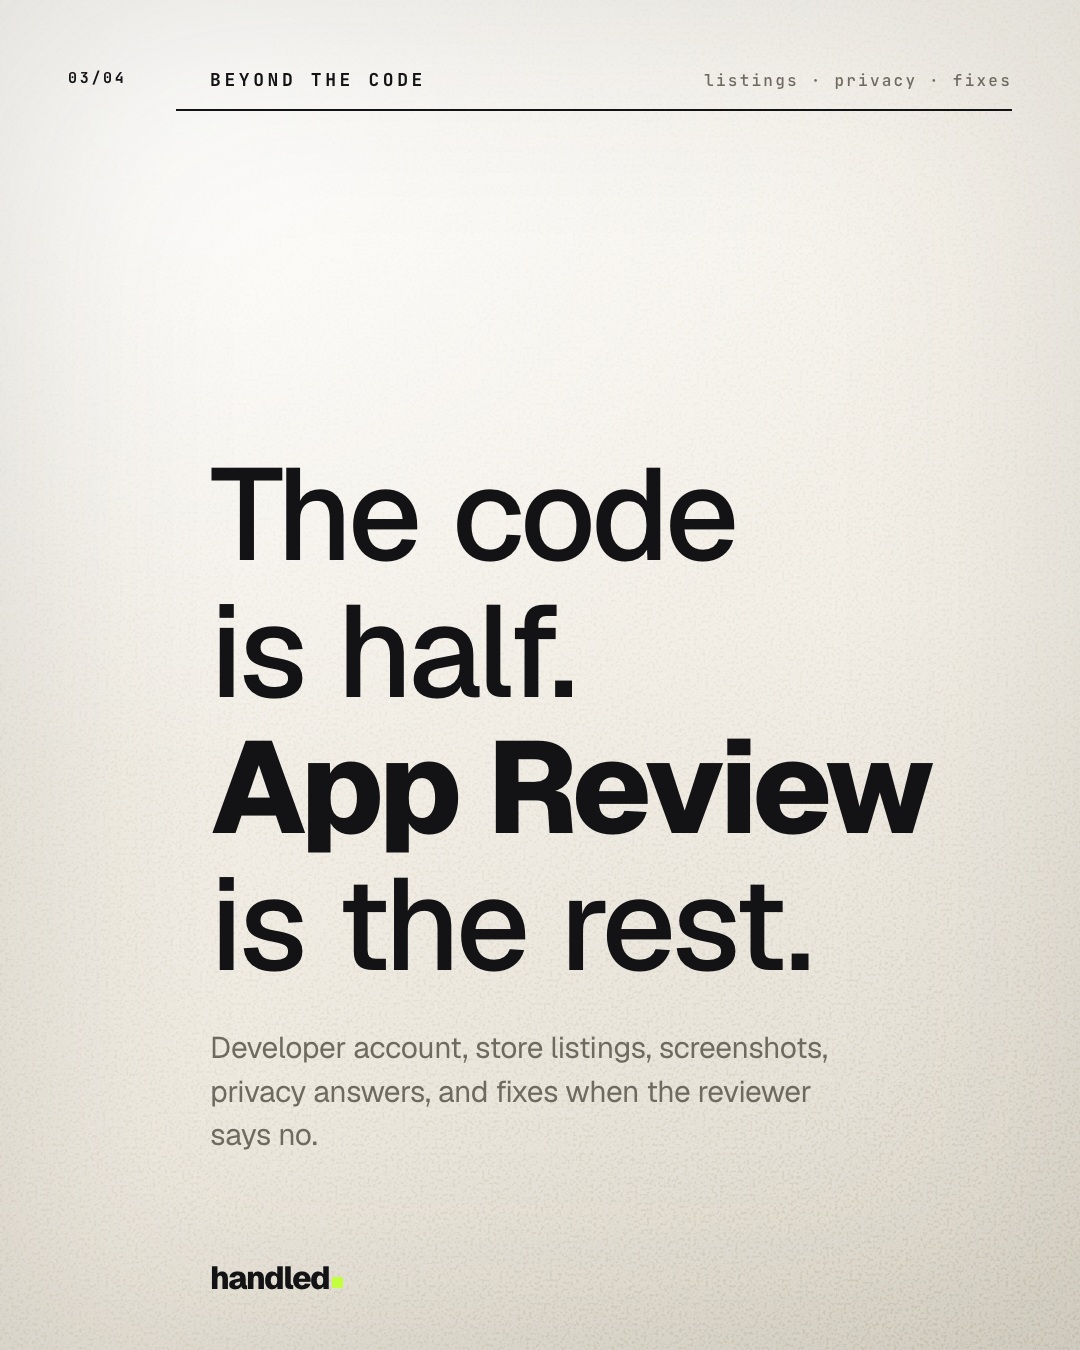 03/04
BEYOND THE CODE
listings · privacy · fixes
The code
is half.
App Review
is the rest.
Developer account, store listings, screenshots,
privacy answers, and fixes when the reviewer
says no.
handled.